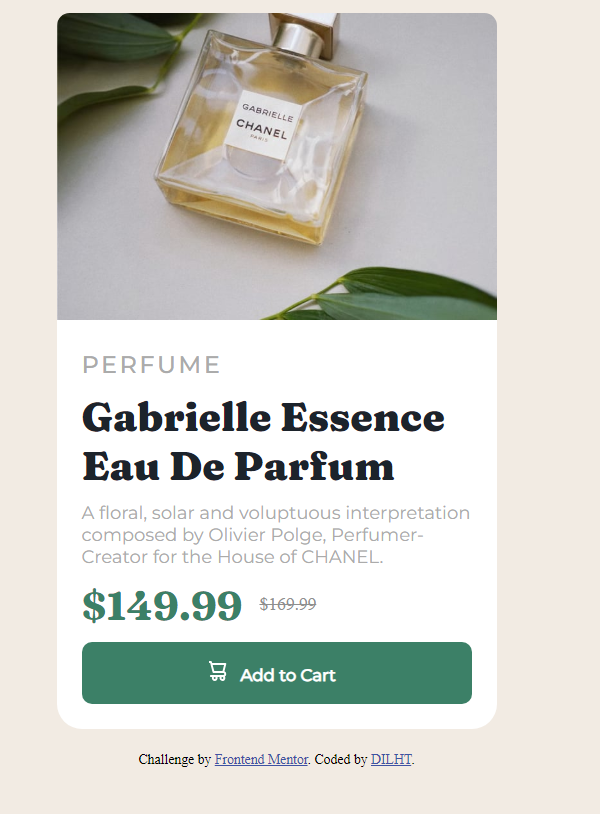 GABRIELLE
CHANEL
PARIS
PERFUME
Gabrielle Essence
Eau De Parfum
A floral, solar and voluptuous interpretation
composed by Olivier Polge, Perfumer-
Creator for the House of CHANEL.
$149.99 $169.99
Add to Cart
Challenge by Frontend Mentor. Coded by DILHT.